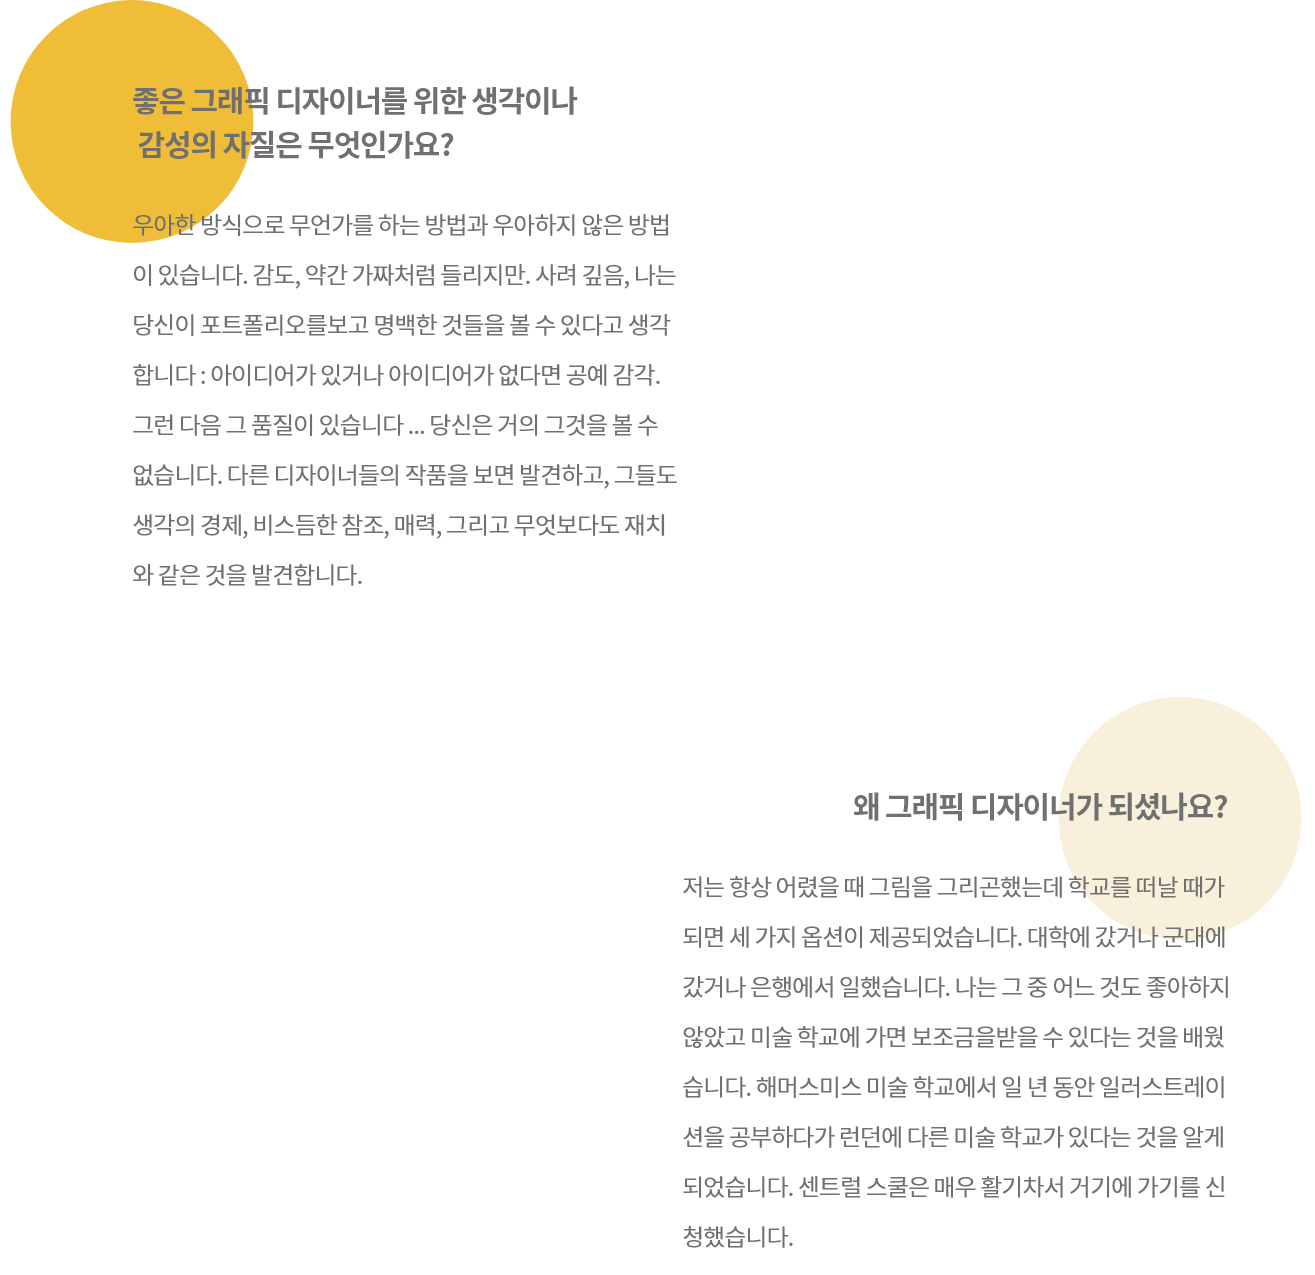 좋은 그래픽 디자이너를 위한 생각이나
감성의 자질은 무엇인가요?
우아한 방식으로 무언가를 하는 방법과 우아하지 않은 방법
이 있습니다. 감도, 약간 가짜처럼 들리지만. 사려 깊음, 나는
당신이 포트폴리오를보고 명백한 것들을 볼 수 있다고 생각
합니다 : 아이디어가 있거나 아이디어가 없다면 공예 감각.
그런 다음 그 품질이 있습니다 ... 당신은 거의 그것을 볼 수
없습니다. 다른 디자이너들의 작품을 보면 발견하고, 그들도
생각의 경제, 비스듬한 참조, 매력, 그리고 무엇보다도 재치
와 같은 것을 발견합니다.
왜 그래픽 디자이너가 되셨나요?
저는 항상 어렸을 때 그림을 그리곤했는데 학교를 떠날 때가
되면 세 가지 옵션이 제공되었습니다. 대학에 갔거나 군대에
갔거나 은행에서 일했습니다. 나는 그 중 어느 것도 좋아하지
않았고 미술 학교에 가면 보조금을받을 수 있다는 것을 배웠
습니다. 해머스미스 미술 학교에서 일 년 동안 일러스트레이
션을 공부하다가 런던에 다른 미술 학교가 있다는 것을 알게
되었습니다. 센트럴 스쿨은 매우 활기차서 거기에 가기를 신
청했습니다.